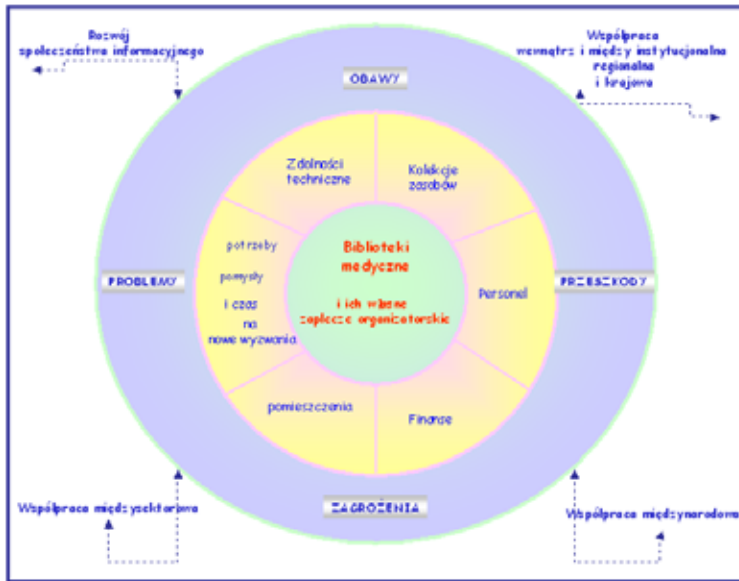 Rozwój
społeczeństwa informacyjnego
Współpraca
wewnątrz i między instytucjonalna
regionalna
i krajowa
OBAWY
Zdolności
techniczne
Kolekcje
zasobów
potrzeby
pomysły
i czas
na
nowe wyzwania
Biblioteki
medyczne
i ich własne
zaplecze organizatorskie
Personel
PROBLEMY
PRZESZKODY
pomieszczenia
Finanse
ZAGROŻENIA
Współpraca międzysektorowa
Współpraca międzynarodowa